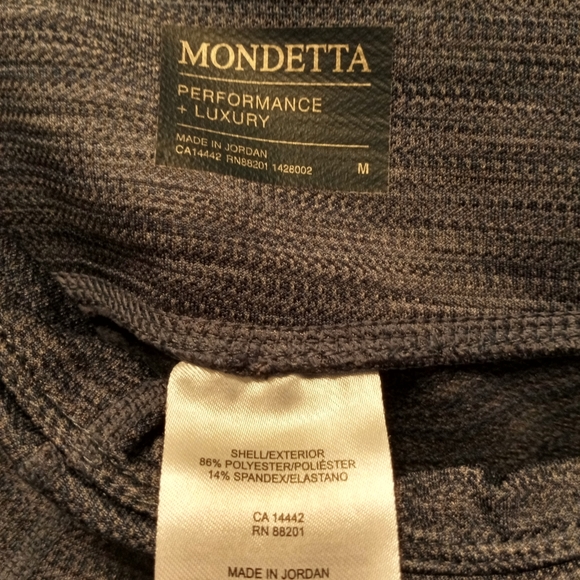 MONDETTA
PERFORMANCE
+ LUXURY
MADE IN JORDAN
CA14442 RN88201 1428002 M
SHELL/EXTERIOR
86% POLYESTER/POLIÉSTER
14% SPANDEX/ELASTANO
CA 14442
RN 88201
MADE IN JORDAN